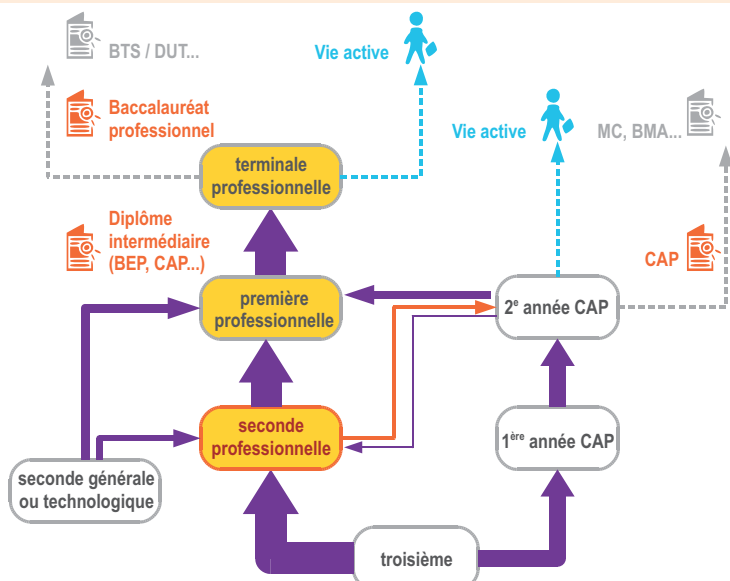 BTS / DUT...
Vie active
Baccalauréat
professionnel
Vie active
MC, BMA...
terminale
professionnelle
Diplôme
intermédiaire
(BEP, CAP...)
CAP
première
professionnelle
2e année CAP
seconde
professionnelle
1ère année CAP
seconde générale
ou technologique
troisième